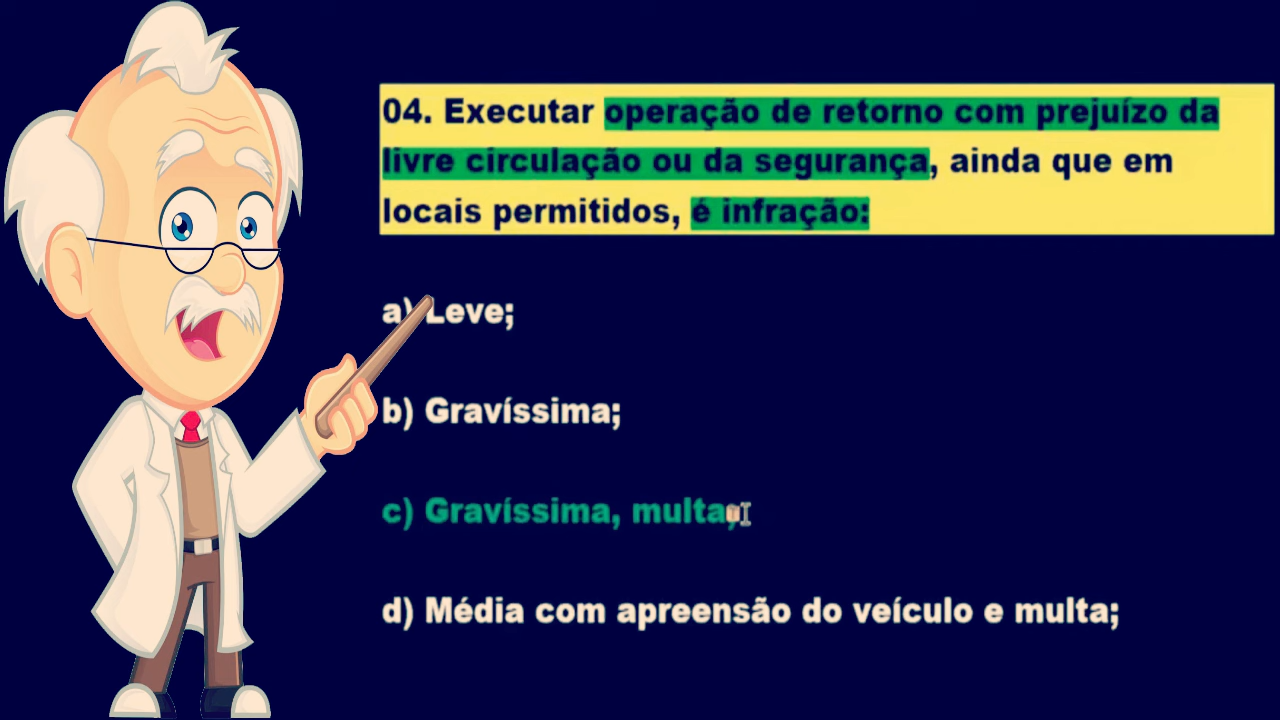 04. Executar operação de retorno com prejuízo da
livre circulação ou da segurança, ainda que em
locais permitidos, é infração:
a) Leve;
b) Gravíssima;
c) Gravíssima, multa;
d) Média com apreensão do veículo e multa;